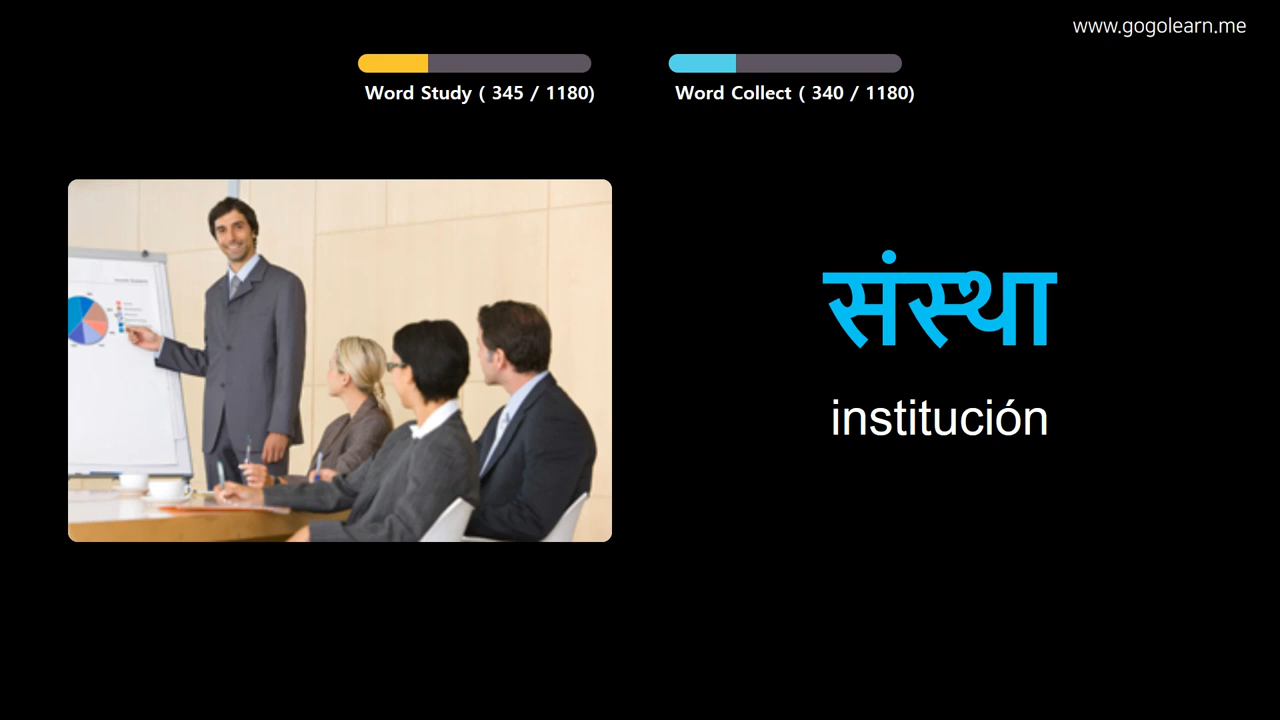 www.gogolearn.me
Word Study ( 345 / 1180)
Word Collect ( 340 / 1180)
संस्था
institución